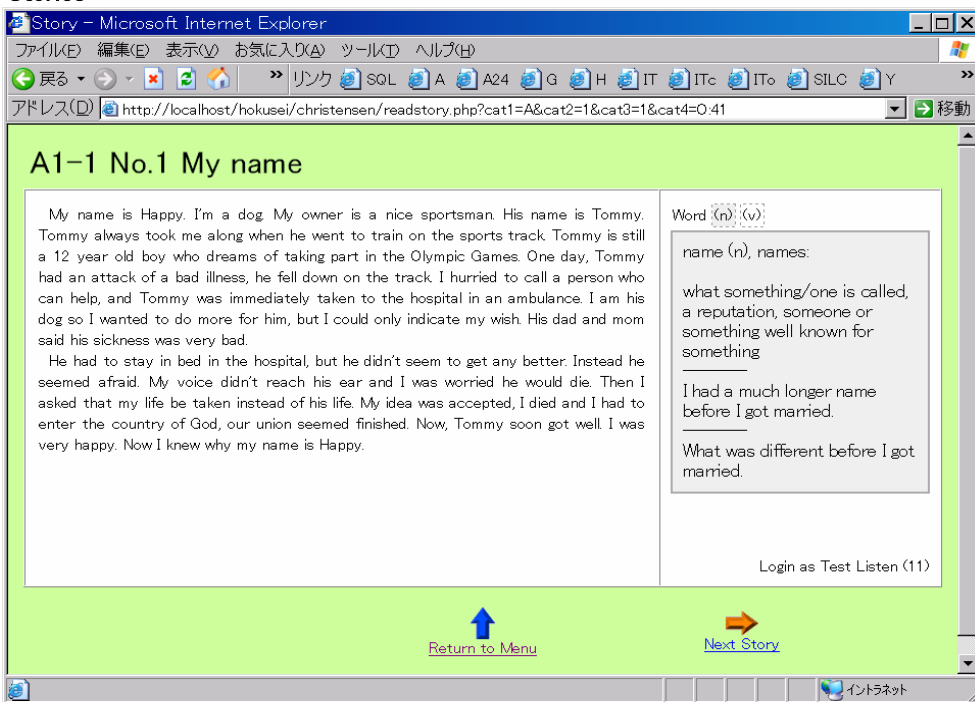 Stories
Story - Microsoft Internet Explorer
ファイル(F) 編集(E) 表示(V) お気に入り(A) ツール(T) ヘルプ(H)
戻る » リンク SQL A A24 G H IT ITc ITo SILC Y »
アドレス(D) http://localhost/hokusei/christensen/readstory.php?cat1=A&cat2=1&cat3=1&cat4=0:41 移動
A1-1 No.1 My name
My name is Happy. I'm a dog. My owner is a nice sportsman. His name is Tommy.
Tommy always took me along when he went to train on the sports track. Tommy is still
a 12 year old boy who dreams of taking part in the Olympic Games. One day, Tommy
had an attack of a bad illness, he fell down on the track. I hurried to call a person who
can help, and Tommy was immediately taken to the hospital in an ambulance. I am his
dog so I wanted to do more for him, but I could only indicate my wish. His dad and mom
said his sickness was very bad.
He had to stay in bed in the hospital, but he didn't seem to get any better. Instead he
seemed afraid. My voice didn't reach his ear and I was worried he would die. Then I
asked that my life be taken instead of his life. My idea was accepted, I died and I had to
enter the country of God, our union seemed finished. Now, Tommy soon got well. I was
very happy. Now I knew why my name is Happy.
Word (n) (v)
name (n), names:
what something/one is called,
a reputation, someone or
something well known for
something
I had a much longer name
before I got married.
What was different before I got
married.
Login as Test Listen (11)
Return to Menu
Next Story
イントラネット